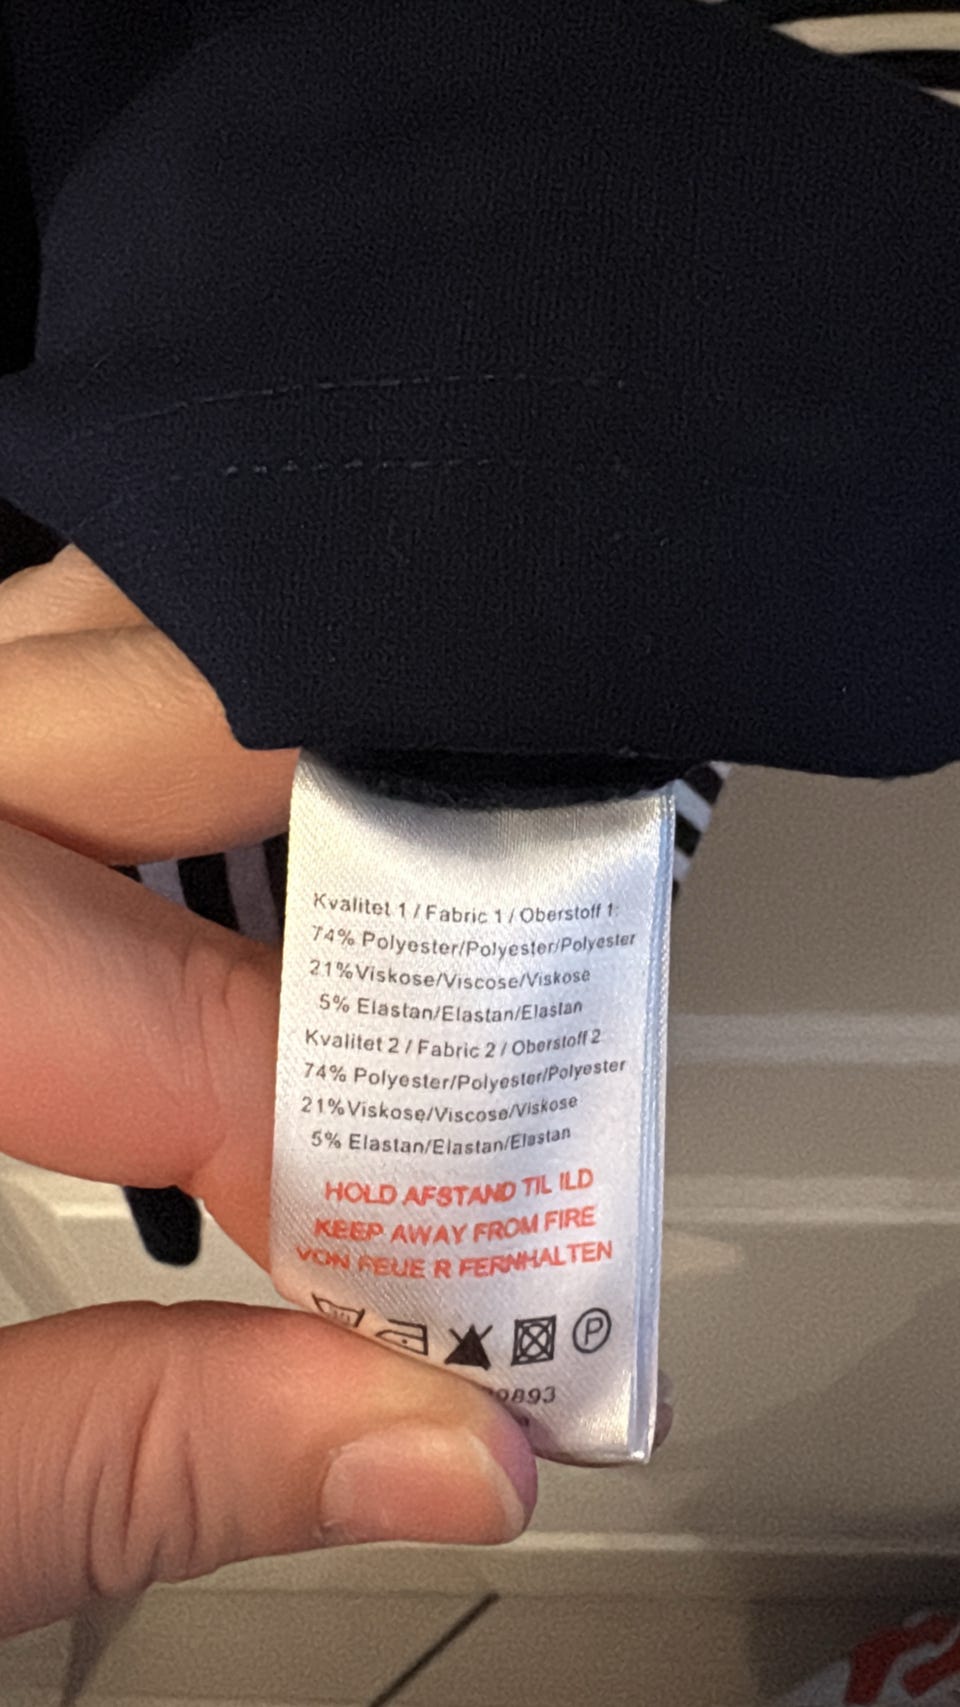 Kvalitet 1 / Fabric 1 / Oberstoff 1:
74% Polyester/Polyester/Polyester
21%Viskose/Viscose/Viskose
5% Elastan/Elastan/Elastan
Kvalitet 2 / Fabric 2 / Oberstoff 2
74% Polyester/Polyester/Polyester
21%Viskose/Viscose/Viskose
5% Elastan/Elastan/Elastan
HOLD AFSTAND TIL ILD
KEEP AWAY FROM FIRE
VON FEUE R FERNHALTEN
P
9893